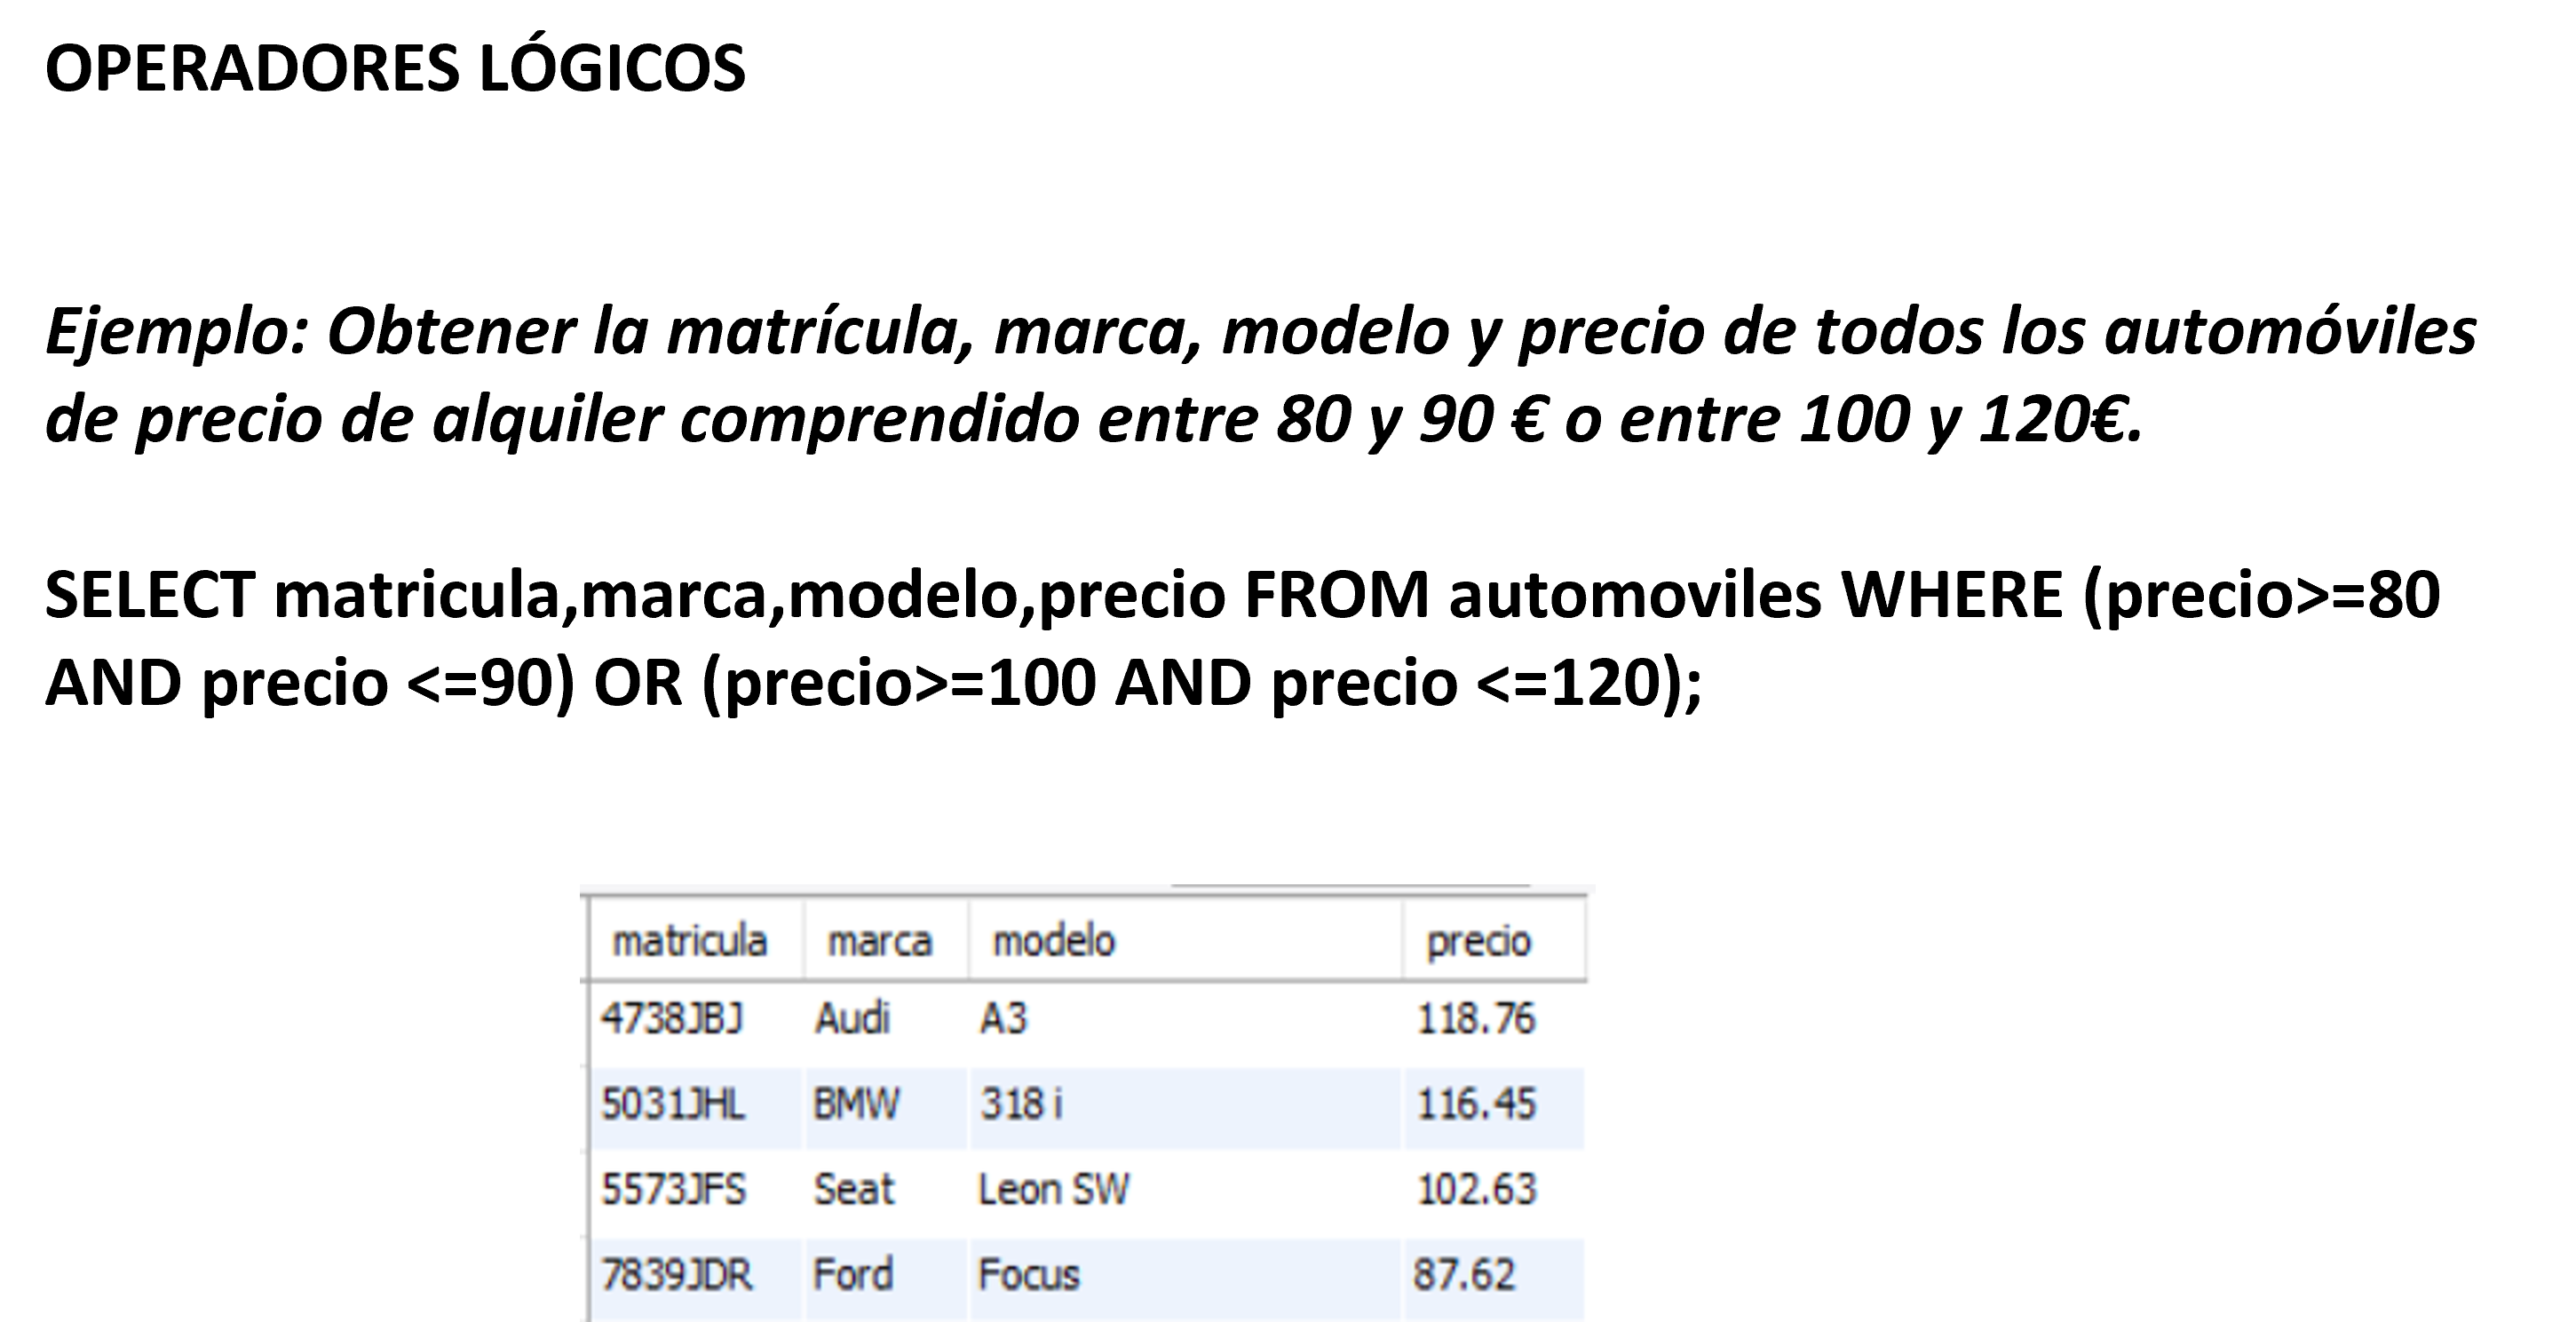 OPERADORES LÓGICOS
Ejemplo: Obtener la matrícula, marca, modelo y precio de todos los automóviles
de precio de alquiler comprendido entre 80 y 90 € o entre 100 y 120€.
SELECT matricula,marca,modelo,precio FROM automoviles WHERE (precio>=80
AND precio <=90) OR (precio>=100 AND precio <=120);
matricula marca modelo precio
4738JBJ Audi A3 118.76
5031JHL BMW 318 i 116.45
5573JFS Seat Leon SW 102.63
7839JDR Ford Focus 87.62